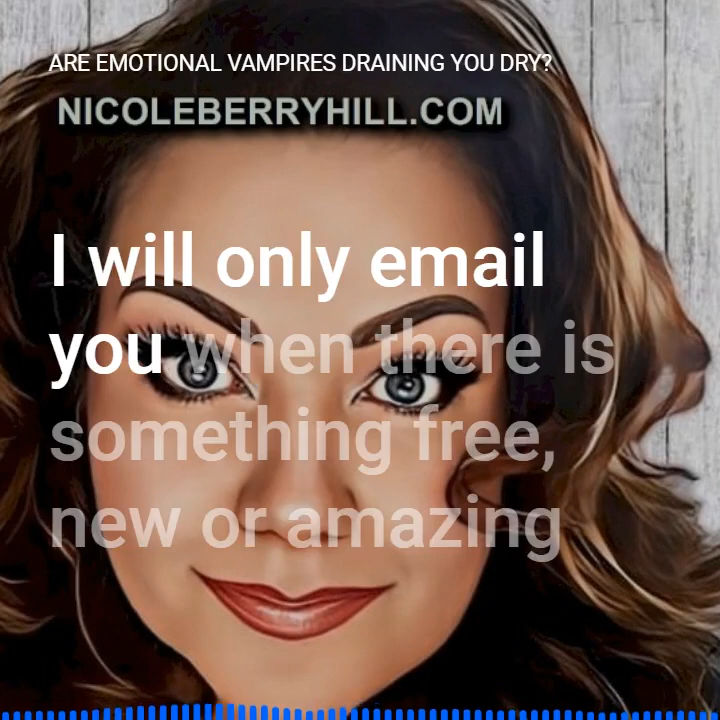 ARE EMOTIONAL VAMPIRES DRAINING YOU DRY?
NICOLEBERRYHILL.COM
I will only email
you when there is
something free,
new or amazing